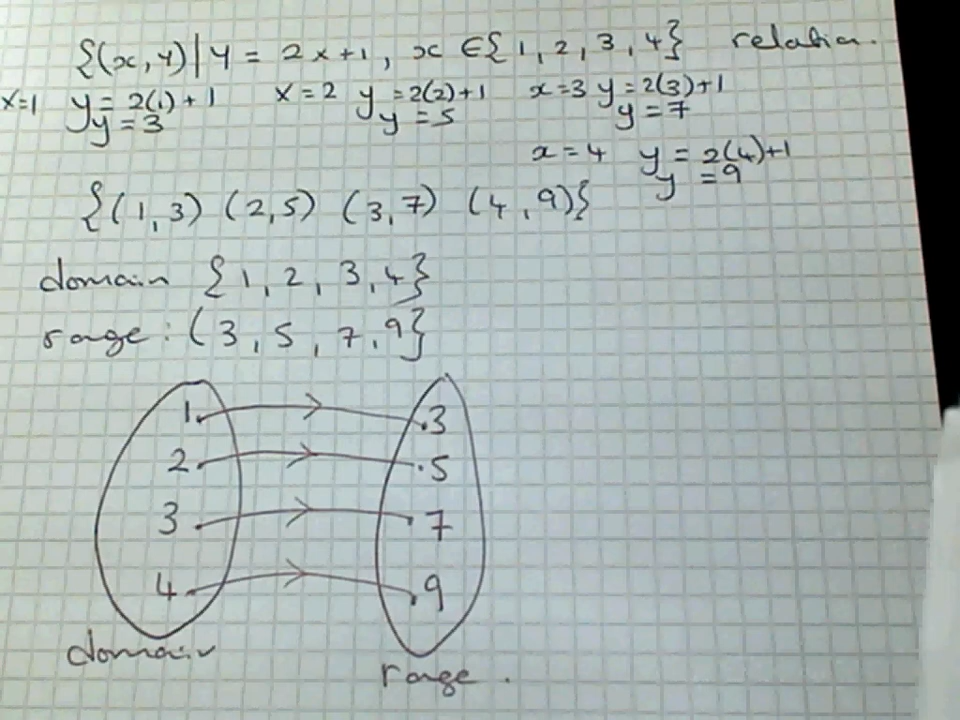 {(x,y)|y = 2x+1, x ∈{1, 2, 3, 4} relation.
x=1 y= 2(1)+1 x=2 y=2(2)+1 x=3 y=2(3)+1
y=3 y=5 y=7
x=4 y=2(4)+1
y=9
{(1,3) (2,5) (3,7) (4,9)}
domain {1, 2, 3, 4}
range: (3, 5, 7, 9}
1 3
2 5
3 7
4 9
domain
range.